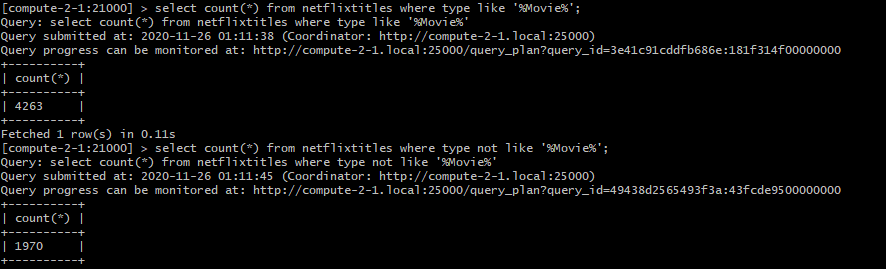 [compute-2-1:21000] > select count(*) from netflixtitles where type like '%Movie%';
Query: select count(*) from netflixtitles where type like '%Movie%'
Query submitted at: 2020-11-26 01:11:38 (Coordinator: http://compute-2-1.local:25000)
Query progress can be monitored at: http://compute-2-1.local:25000/query_plan?query_id=3e41c91cddfb686e:181f314f00000000
+----------+
| count(*) |
+----------+
| 4263     |
+----------+
Fetched 1 row(s) in 0.11s
[compute-2-1:21000] > select count(*) from netflixtitles where type not like '%Movie%';
Query: select count(*) from netflixtitles where type not like '%Movie%'
Query submitted at: 2020-11-26 01:11:45 (Coordinator: http://compute-2-1.local:25000)
Query progress can be monitored at: http://compute-2-1.local:25000/query_plan?query_id=49438d2565493f3a:43fcde9500000000
+----------+
| count(*) |
+----------+
| 1970     |
+----------+